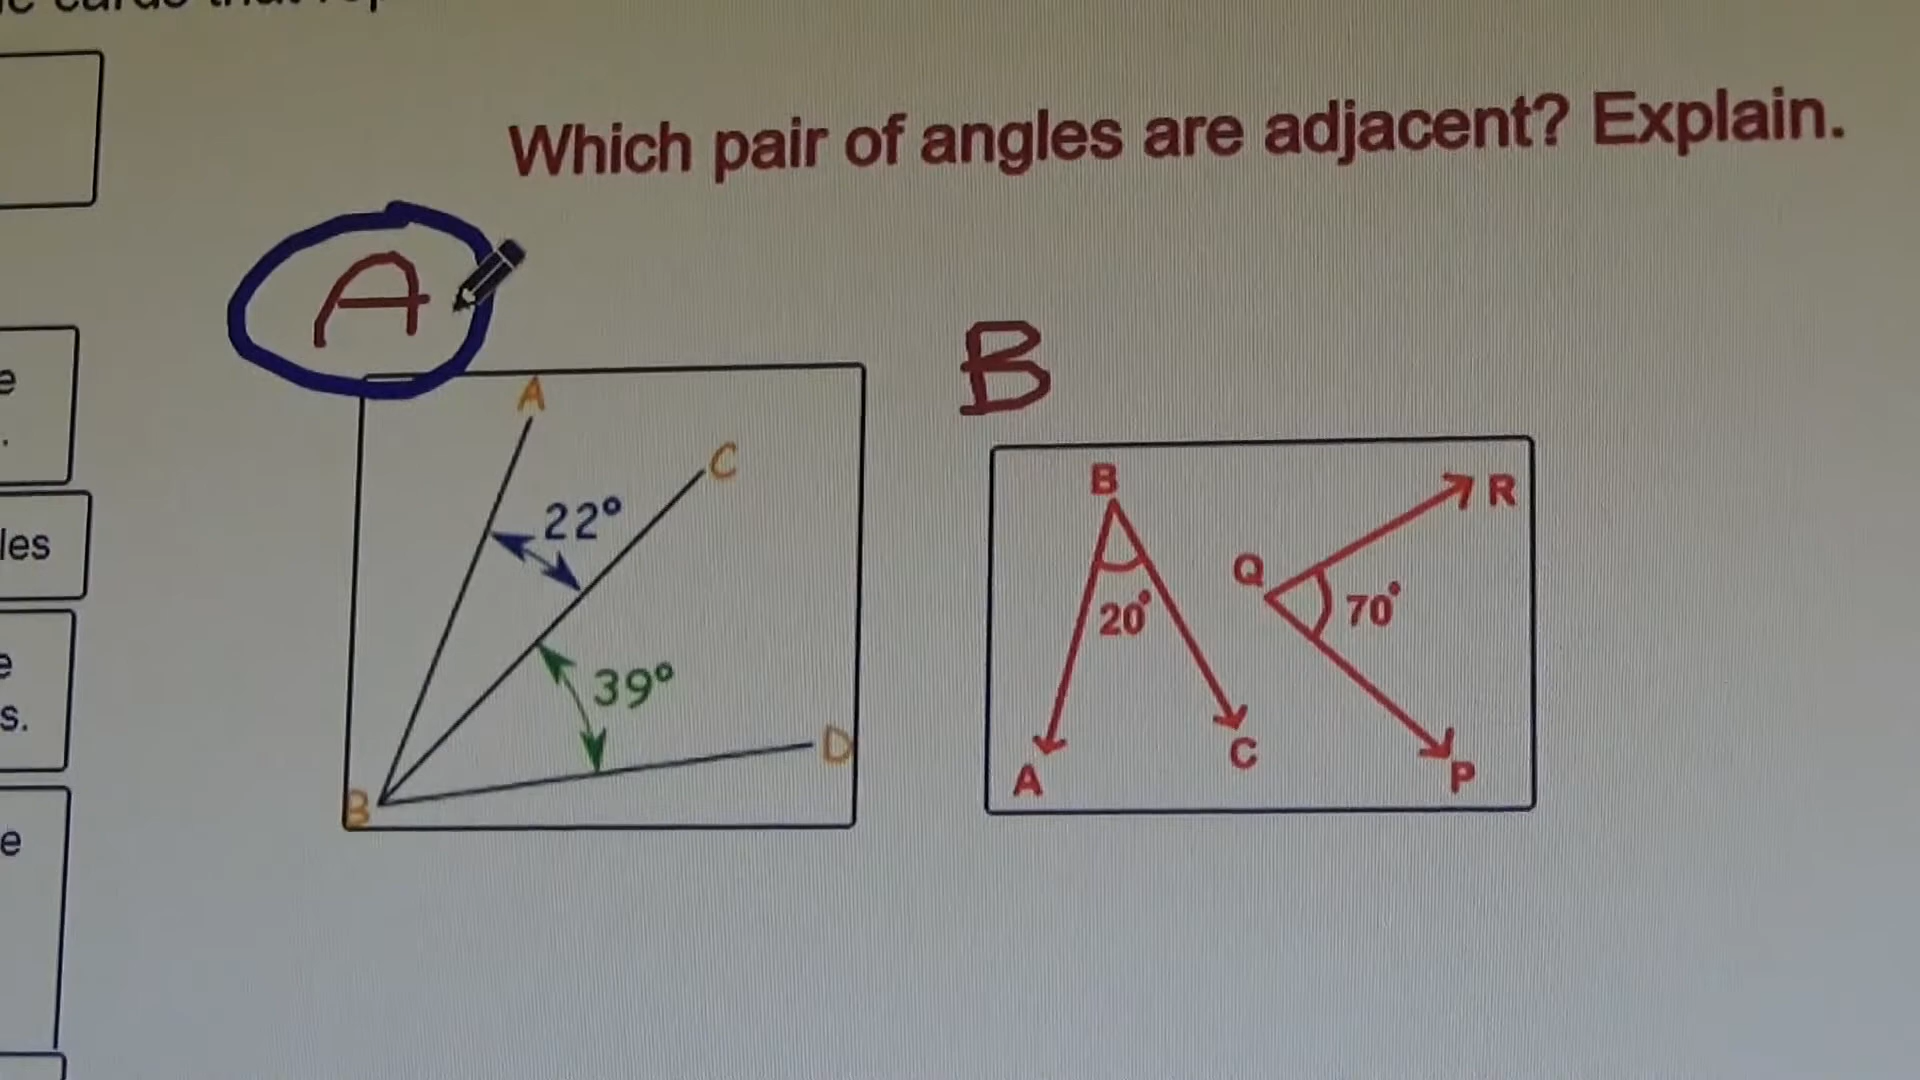 Which pair of angles are adjacent? Explain.
A
B
A
C
22°
39°
D
B
B
R
Q
20°
70°
A
C
P
e
.
les
e
s.
e